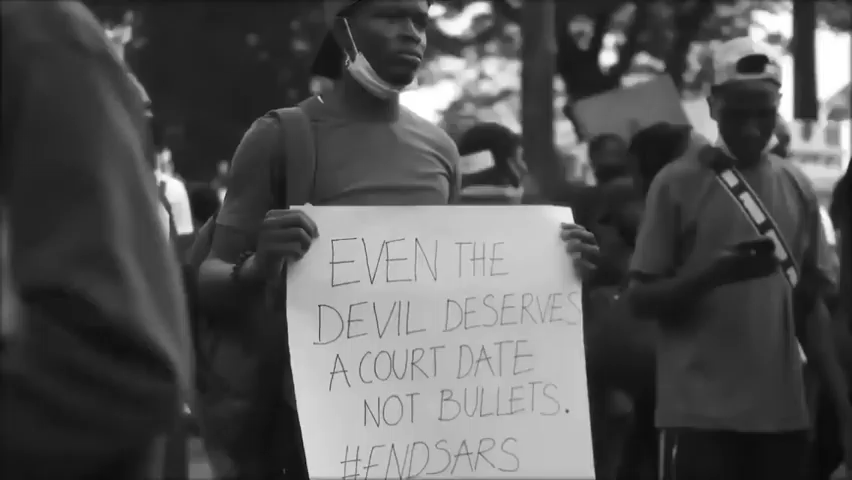 EVEN THE
DEVIL DESERVES
A COURT DATE
NOT BULLETS.
#ENDSARS